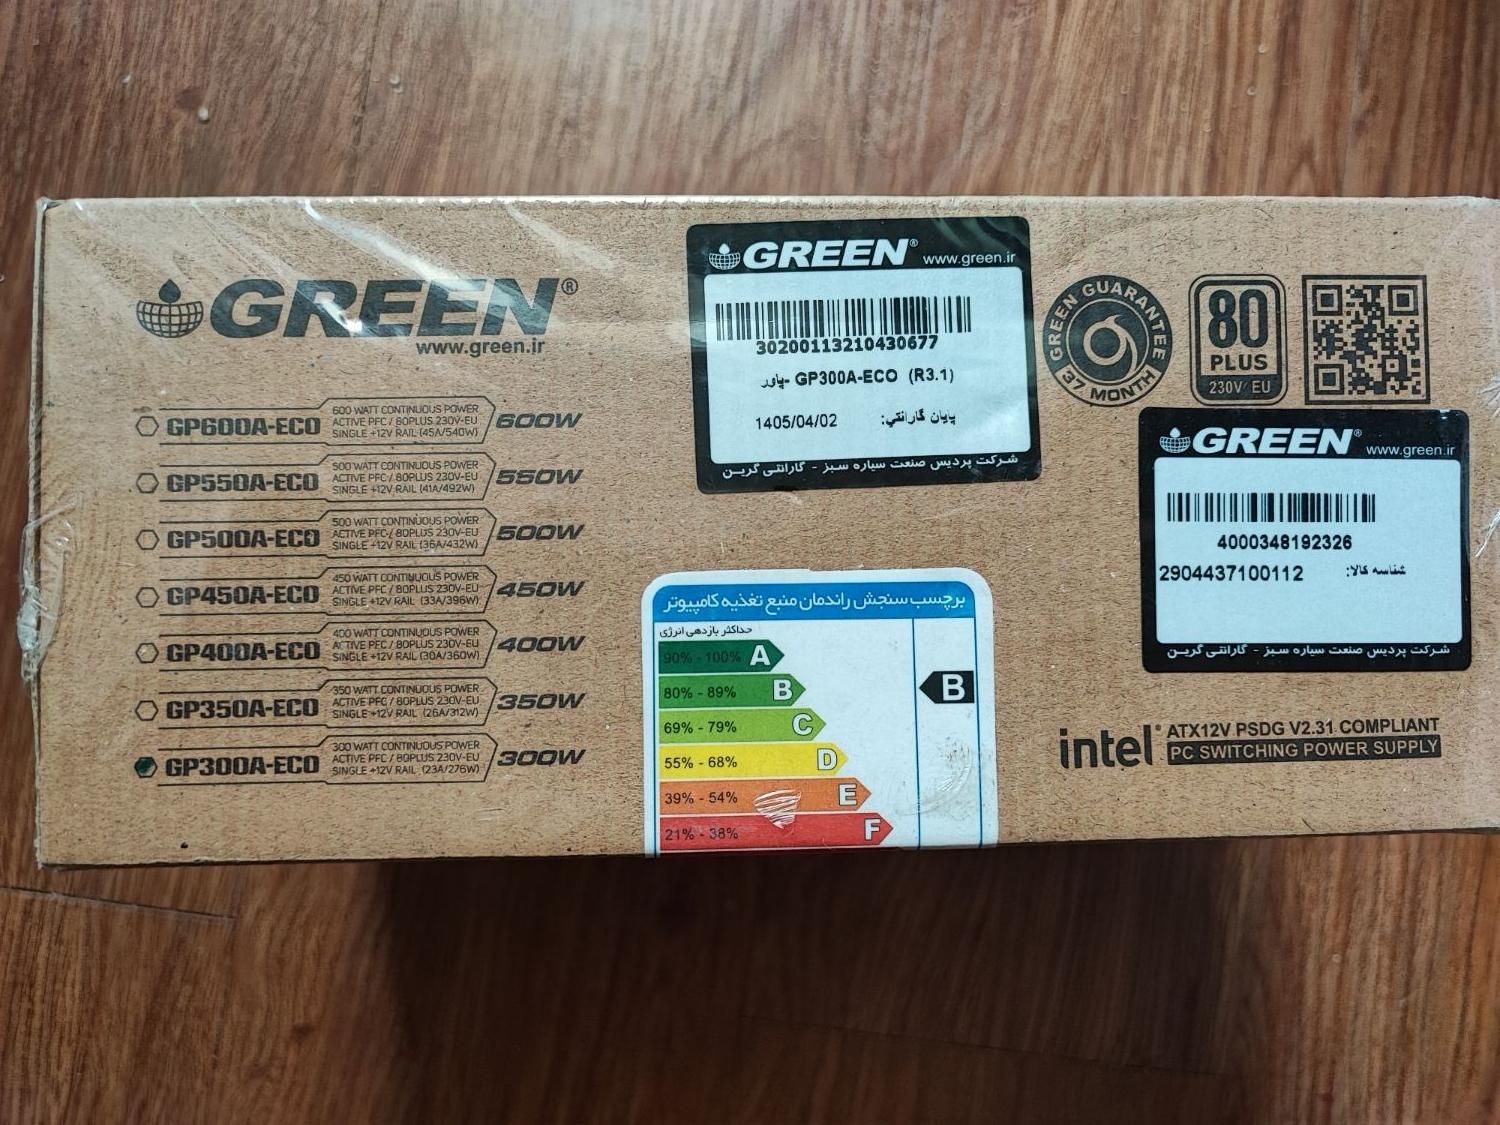 GREEN®
www.green.ir
GP600A-ECO
600 WATT CONTINUOUS POWER
ACTIVE PFC / 80PLUS 230V-EU
SINGLE +12V RAIL (45A/540W)
600W
GP550A-ECO
500 WATT CONTINUOUS POWER
ACTIVE PFC / 80PLUS 230V-EU
SINGLE +12V RAIL (41A/492W)
550W
GP500A-ECO
500 WATT CONTINUOUS POWER
ACTIVE PFC / 80PLUS 230V-EU
SINGLE +12V RAIL (36A/432W)
500W
GP450A-ECO
450 WATT CONTINUOUS POWER
ACTIVE PFC / 80PLUS 230V-EU
SINGLE +12V RAIL (33A/396W)
450W
GP400A-ECO
400 WATT CONTINUOUS POWER
ACTIVE PFC / 80PLUS 230V-EU
SINGLE +12V RAIL (30A/360W)
400W
GP350A-ECO
350 WATT CONTINUOUS POWER
ACTIVE PFC / 80PLUS 230V-EU
SINGLE +12V RAIL (26A/312W)
350W
GP300A-ECO
300 WATT CONTINUOUS POWER
ACTIVE PFC / 80PLUS 230V-EU
SINGLE +12V RAIL (23A/276W)
300W
GREEN® www.green.ir
30200113210430677
پاور- GP300A-ECO (R3.1)
پایان گارانتي: 1405/04/02
شرکت پردیس صنعت سیاره سبز - گارانتی گرین
GREEN GUARANTEE
37 MONTH
80
PLUS
230V EU
GREEN® www.green.ir
4000348192326
شناسه کالا: 2904437100112
شرکت پردیس صنعت سیاره سبز - گارانتی گرین
برچسب سنجش راندمان منبع تغذیه کامپیوتر
حداکثر بازدهی انرژی
90% - 100% A
80% - 89% B
B
69% - 79% C
55% - 68% D
39% - 54% E
21% - 38% F
intel® ATX12V PSDG V2.31 COMPLIANT
PC SWITCHING POWER SUPPLY